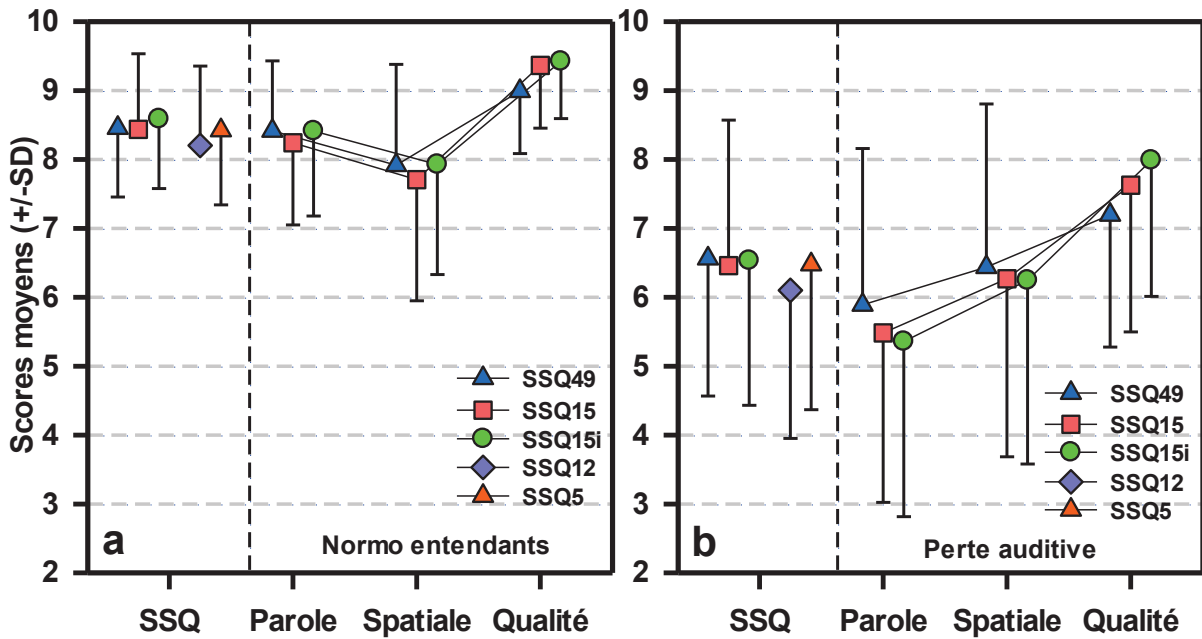 Scores moyens (+/-SD)
10
9
8
7
6
5
4
3
2
SSQ49
SSQ15
SSQ15i
SSQ12
SSQ5
a
Normo entendants
SSQ
Parole
Spatiale
Qualité
10
9
8
7
6
5
4
3
2
SSQ49
SSQ15
SSQ15i
SSQ12
SSQ5
b
Perte auditive
SSQ
Parole
Spatiale
Qualité